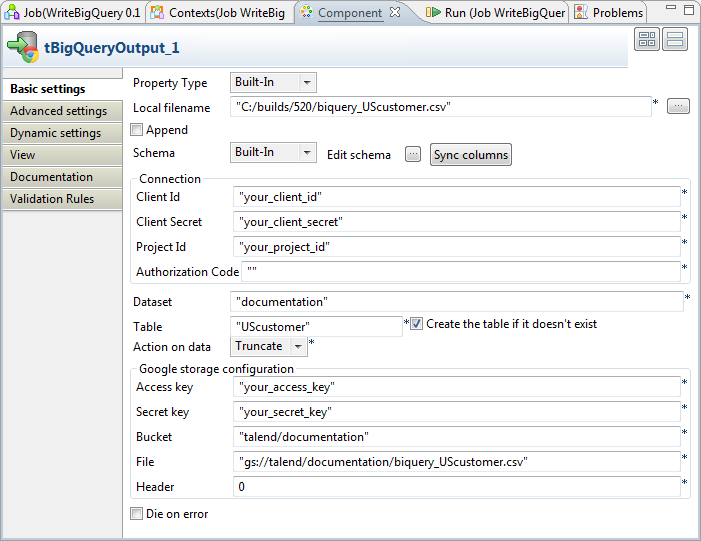 Job(WriteBigQuery 0.1
Contexts(Job WriteBig
Component
Run (Job WriteBigQuer
Problems
tBigQueryOutput_1
Basic settings
Advanced settings
Dynamic settings
View
Documentation
Validation Rules
Property Type Built-In
Local filename "C:/builds/520/biquery_UScustomer.csv" * ...
Append
Schema Built-In Edit schema ... Sync columns
Connection
Client Id "your_client_id" *
Client Secret "your_client_secret" *
Project Id "your_project_id" *
Authorization Code "" *
Dataset "documentation" *
Table "UScustomer" * Create the table if it doesn't exist
Action on data Truncate *
Google storage configuration
Access key "your_access_key" *
Secret key "your_secret_key" *
Bucket "talend/documentation" *
File "gs://talend/documentation/biquery_UScustomer.csv" *
Header 0 *
Die on error